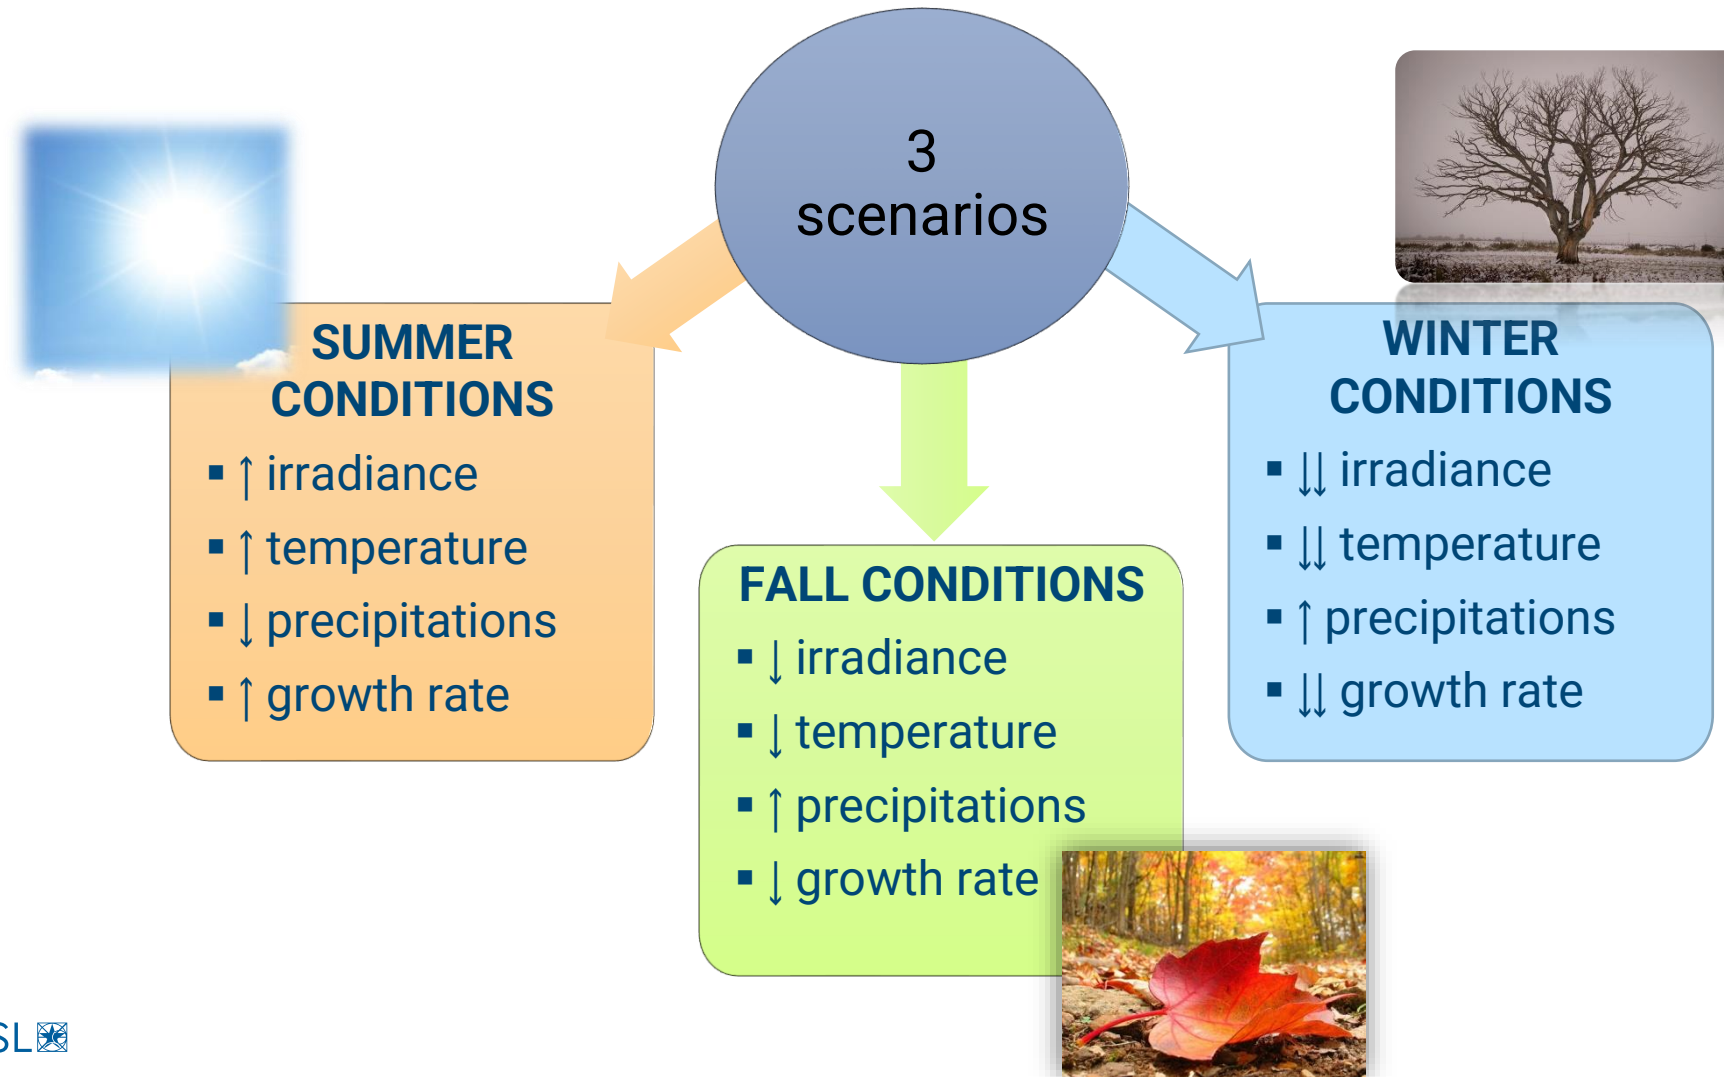 3
scenarios
SUMMER
CONDITIONS
▪ ↑ irradiance
▪ ↑ temperature
▪ ↓ precipitations
▪ ↑ growth rate
FALL CONDITIONS
▪ ↓ irradiance
▪ ↓ temperature
▪ ↑ precipitations
▪ ↓ growth rate
WINTER
CONDITIONS
▪ ↓↓ irradiance
▪ ↓↓ temperature
▪ ↑ precipitations
▪ ↓↓ growth rate